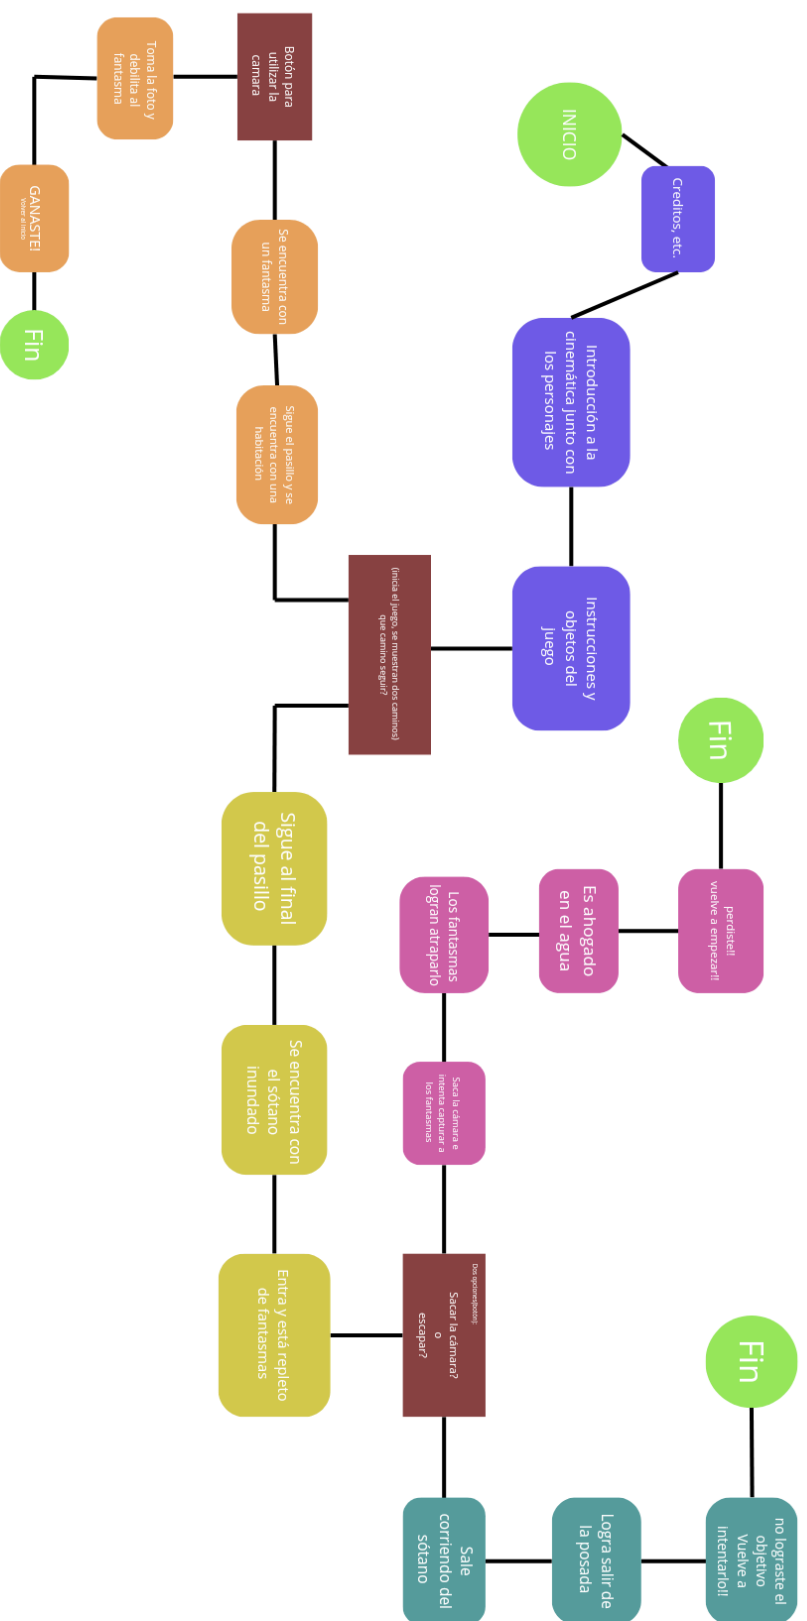 INICIO
Creditos, etc.
Introducción a la
cinemática junto con
los personajes
Instrucciones y
objetos del
juego
(inicia el juego, se muestran dos caminos)
que camino seguir?
Sigue el pasillo y se
encuentra con una
habitación
Se encuentra con
un fantasma
Botón para
utilizar la
camara
Toma la foto y
debilita al
fantasma
GANASTE!
Volver al inicio
Fin
Sigue al final
del pasillo
Se encuentra con
el sótano
inundado
Entra y está repleto
de fantasmas
Dos opciones(botón):
Sacar la cámara?
o
escapar?
Saca la cámara e
intenta capturar a
los fantasmas
Los fantasmas
logran atraparlo
Es ahogado
en el agua
perdiste!!
vuelve a empezar!!
Fin
Sale
corriendo del
sótano
Logra salir de
la posada
no lograste el
objetivo
Vuelve a
intentarlo!!
Fin